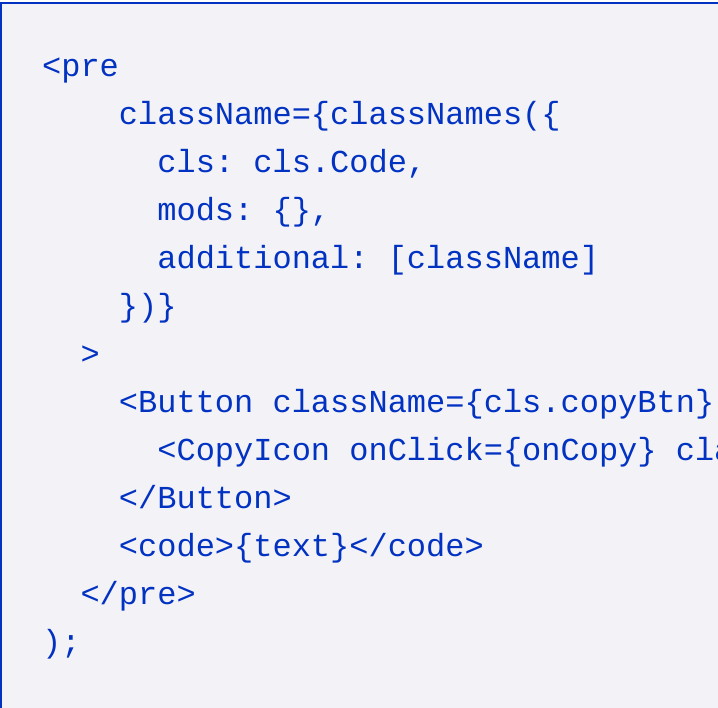 <pre
className={classNames({
cls: cls.Code,
mods: {},
additional: [className]
})}
>
<Button className={cls.copyBtn}
<CopyIcon onClick={onCopy}
</Button>
<code>{text}</code>
</pre>
);